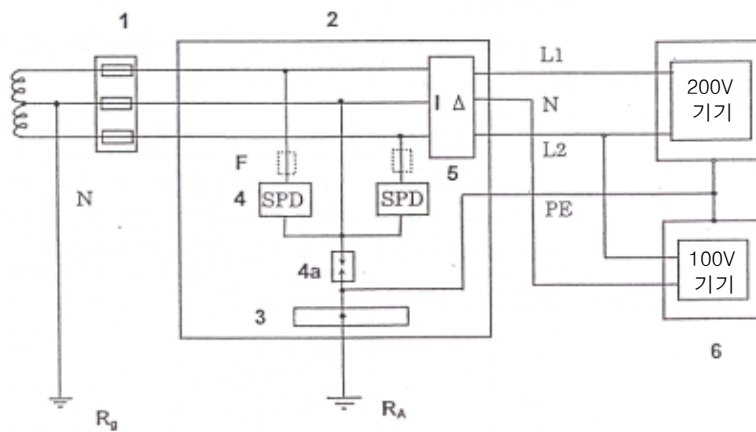 1
2
L1
200V
기기
N
F
L2
4
SPD
SPD
5
N
PE
4a
100V
기기
3
6
Rg
RA
I Δ